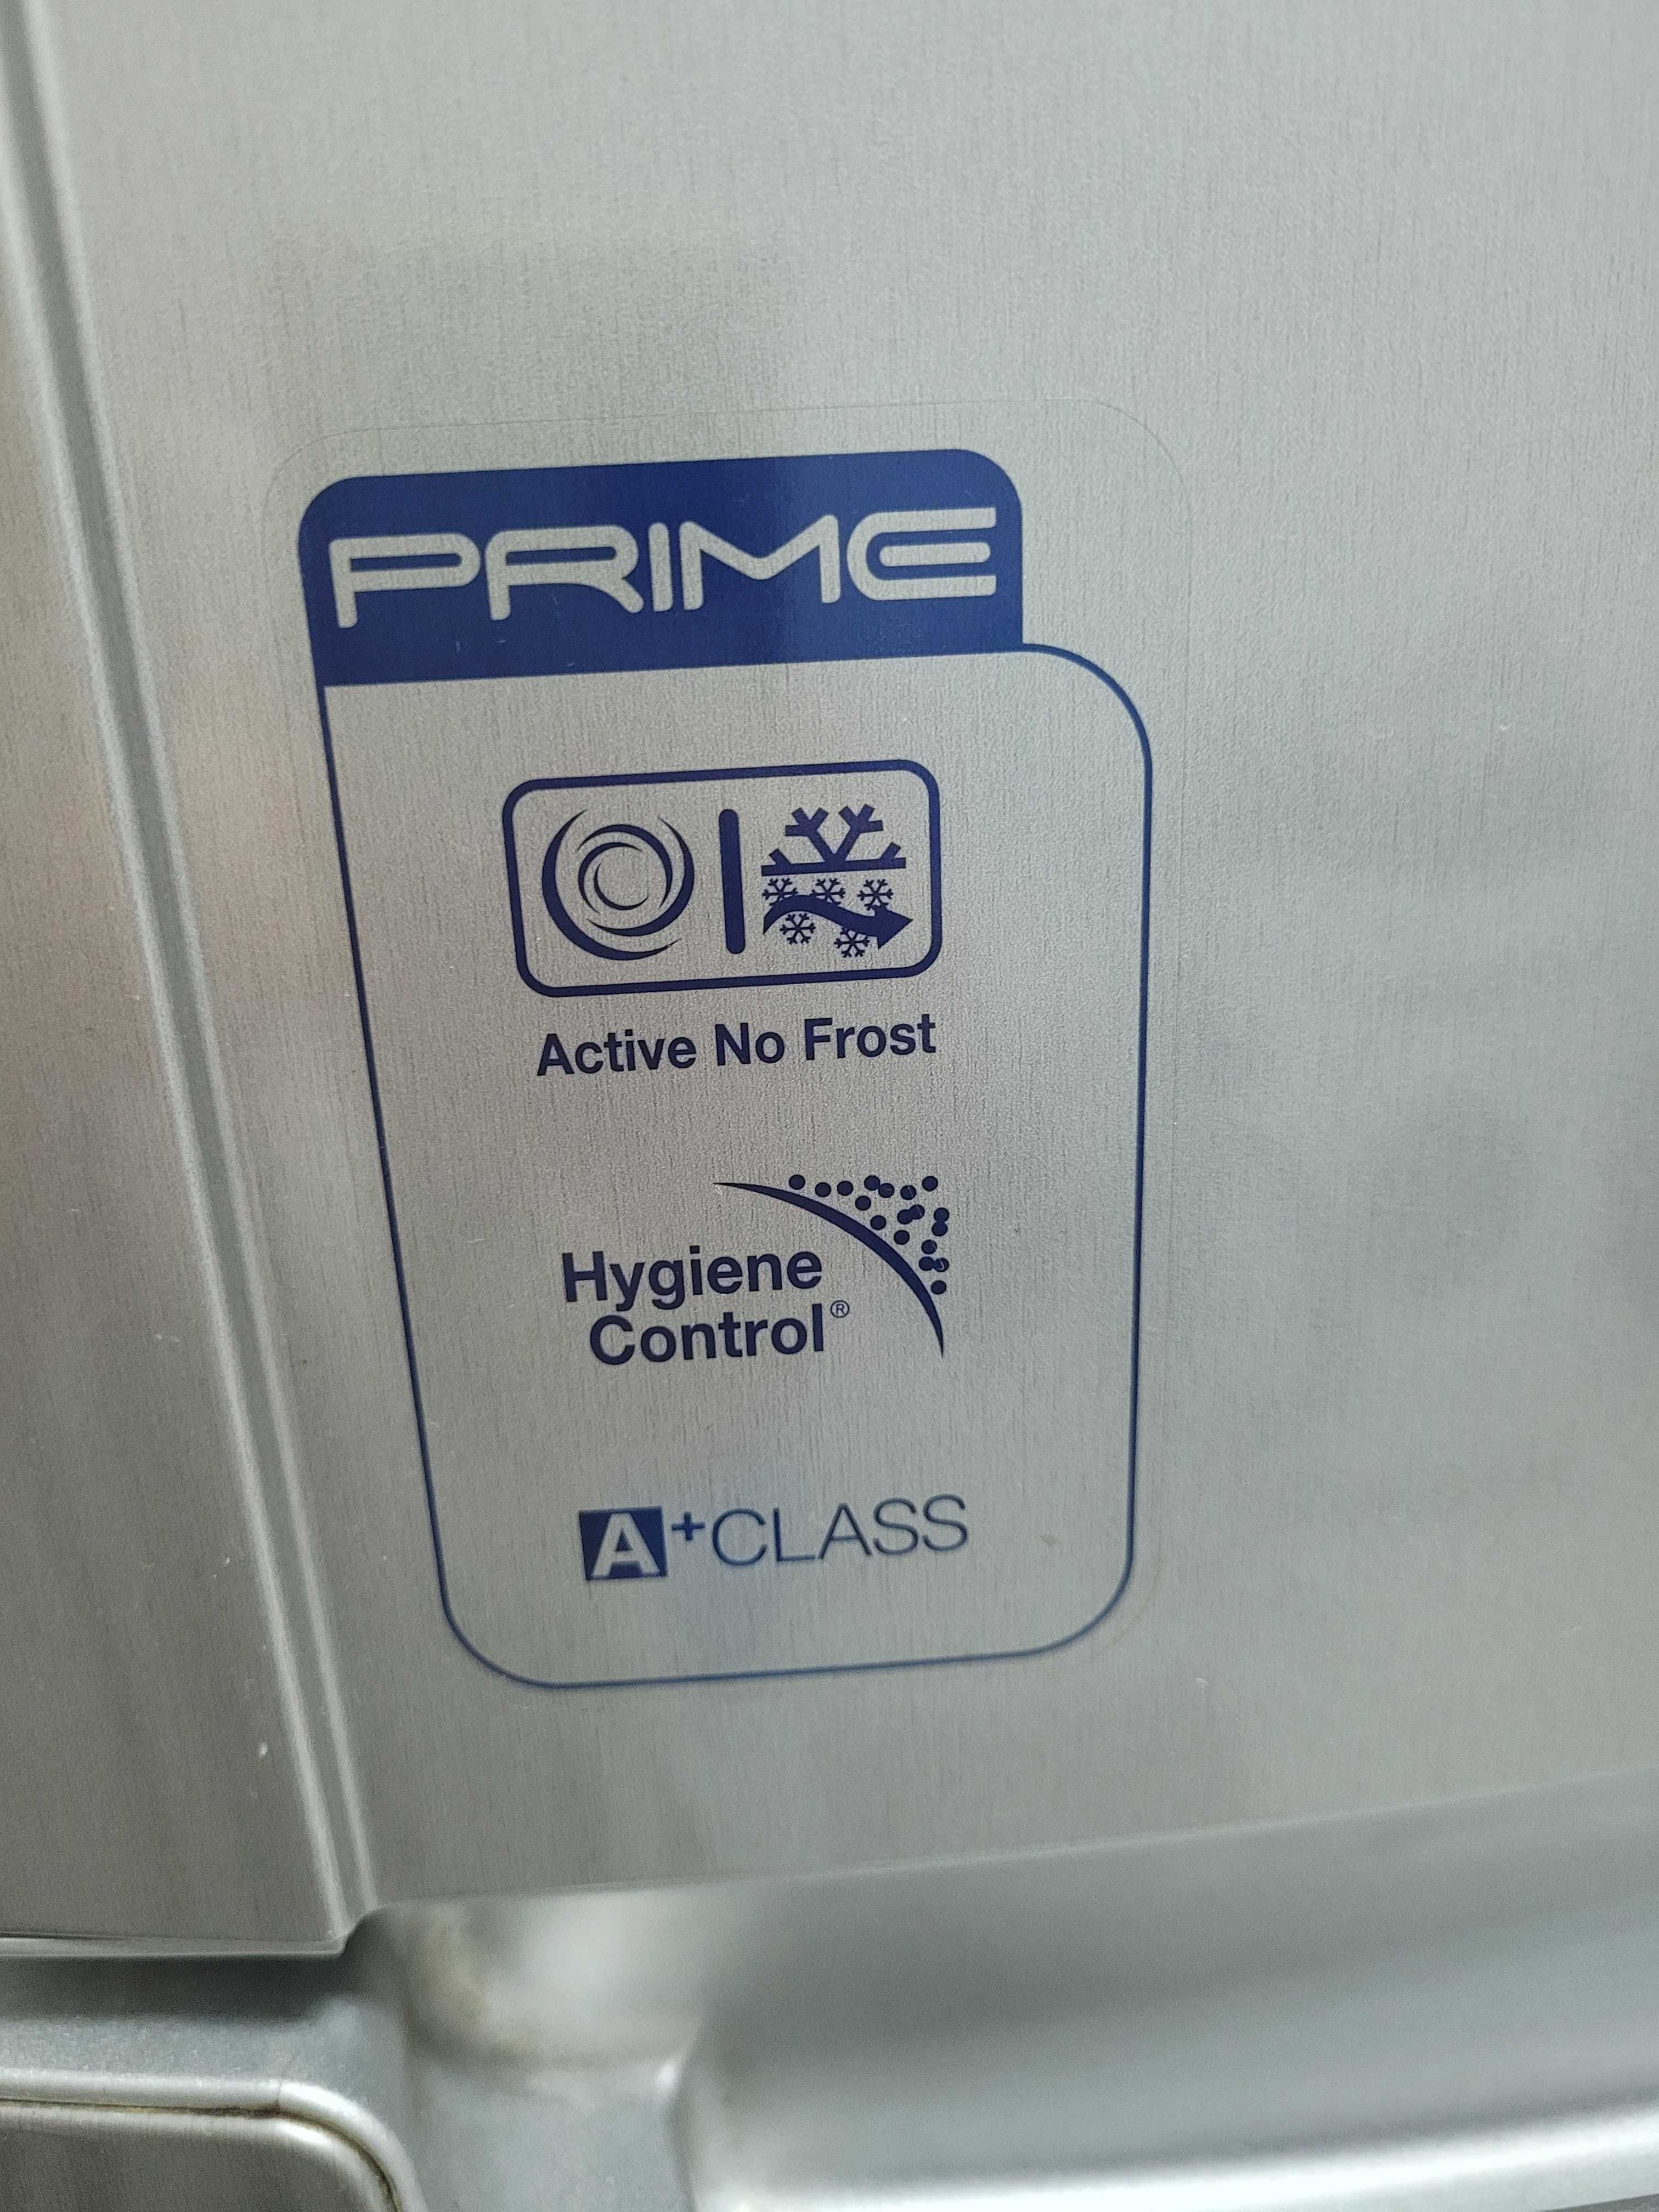 PRIME
Active No Frost
Hygiene
Control®
A+CLASS